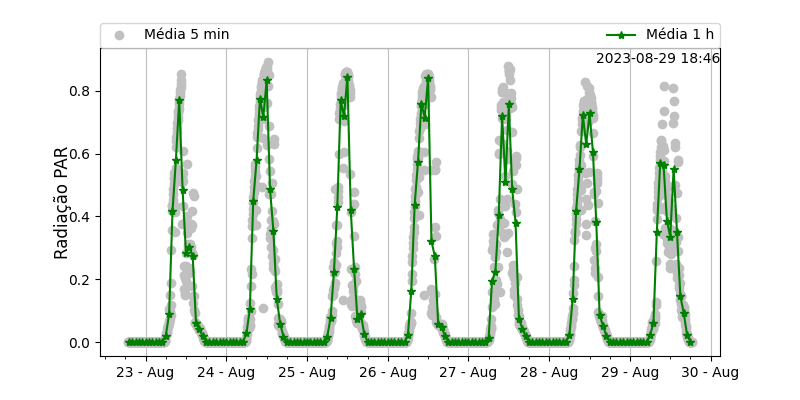 Média 5 min
Média 1 h
2023-08-29 18:46
Radiação PAR
0.8
0.6
0.4
0.2
0.0
23 - Aug
24 - Aug
25 - Aug
26 - Aug
27 - Aug
28 - Aug
29 - Aug
30 - Aug